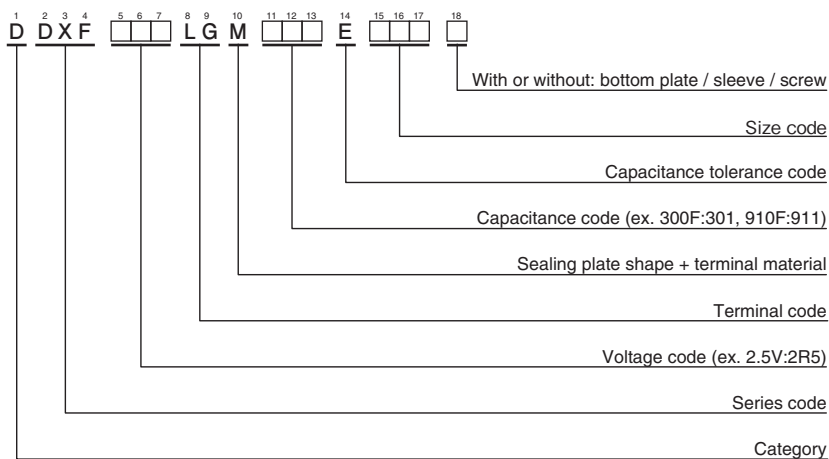 1 2 3 4 5 6 7 8 9 10 11 12 13 14 15 16 17 18
D DXF □□□ LG M □□□ E □□□ □
With or without: bottom plate / sleeve / screw
Size code
Capacitance tolerance code
Capacitance code (ex. 300F:301, 910F:911)
Sealing plate shape + terminal material
Terminal code
Voltage code (ex. 2.5V:2R5)
Series code
Category